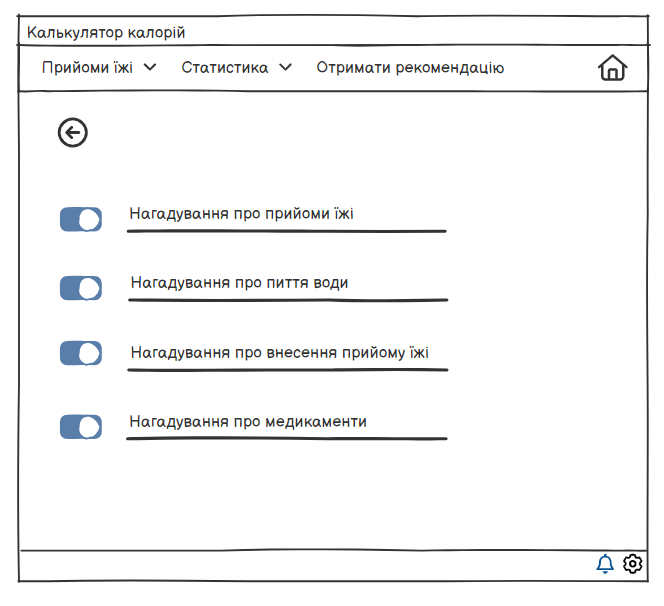 Калькулятор калорій
Прийоми їжі Статистика Отримати рекомендацію
Нагадування про прийоми їжі
Нагадування про пиття води
Нагадування про внесення прийому їжі
Нагадування про медикаменти